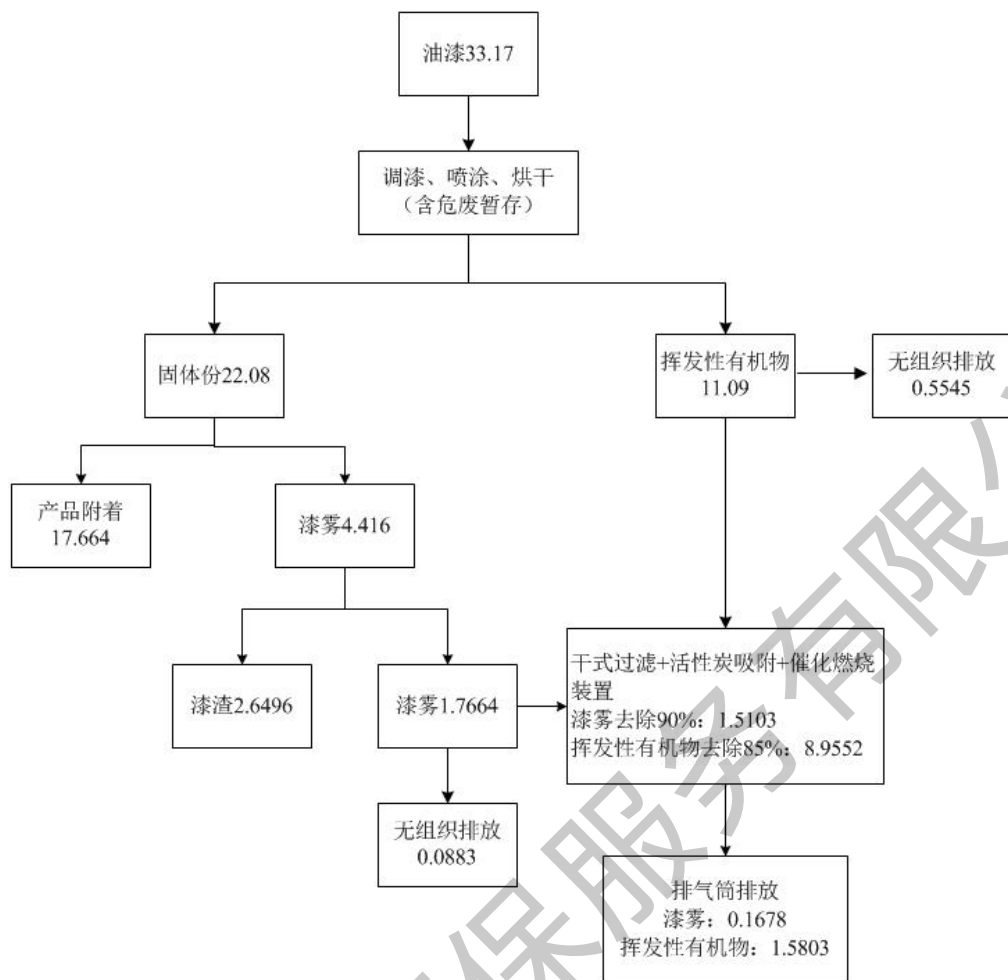 油漆33.17
调漆、喷涂、烘干
（含危废暂存）
固体份22.08
挥发性有机物
11.09
无组织排放
0.5545
产品附着
17.664
漆雾4.416
漆渣2.6496
漆雾1.7664
干式过滤+活性炭吸附+催化燃烧
装置
漆雾去除90%：1.5103
挥发性有机物去除85%：8.9552
无组织排放
0.0883
排气筒排放
漆雾：0.1678
挥发性有机物：1.5803
保服务有限